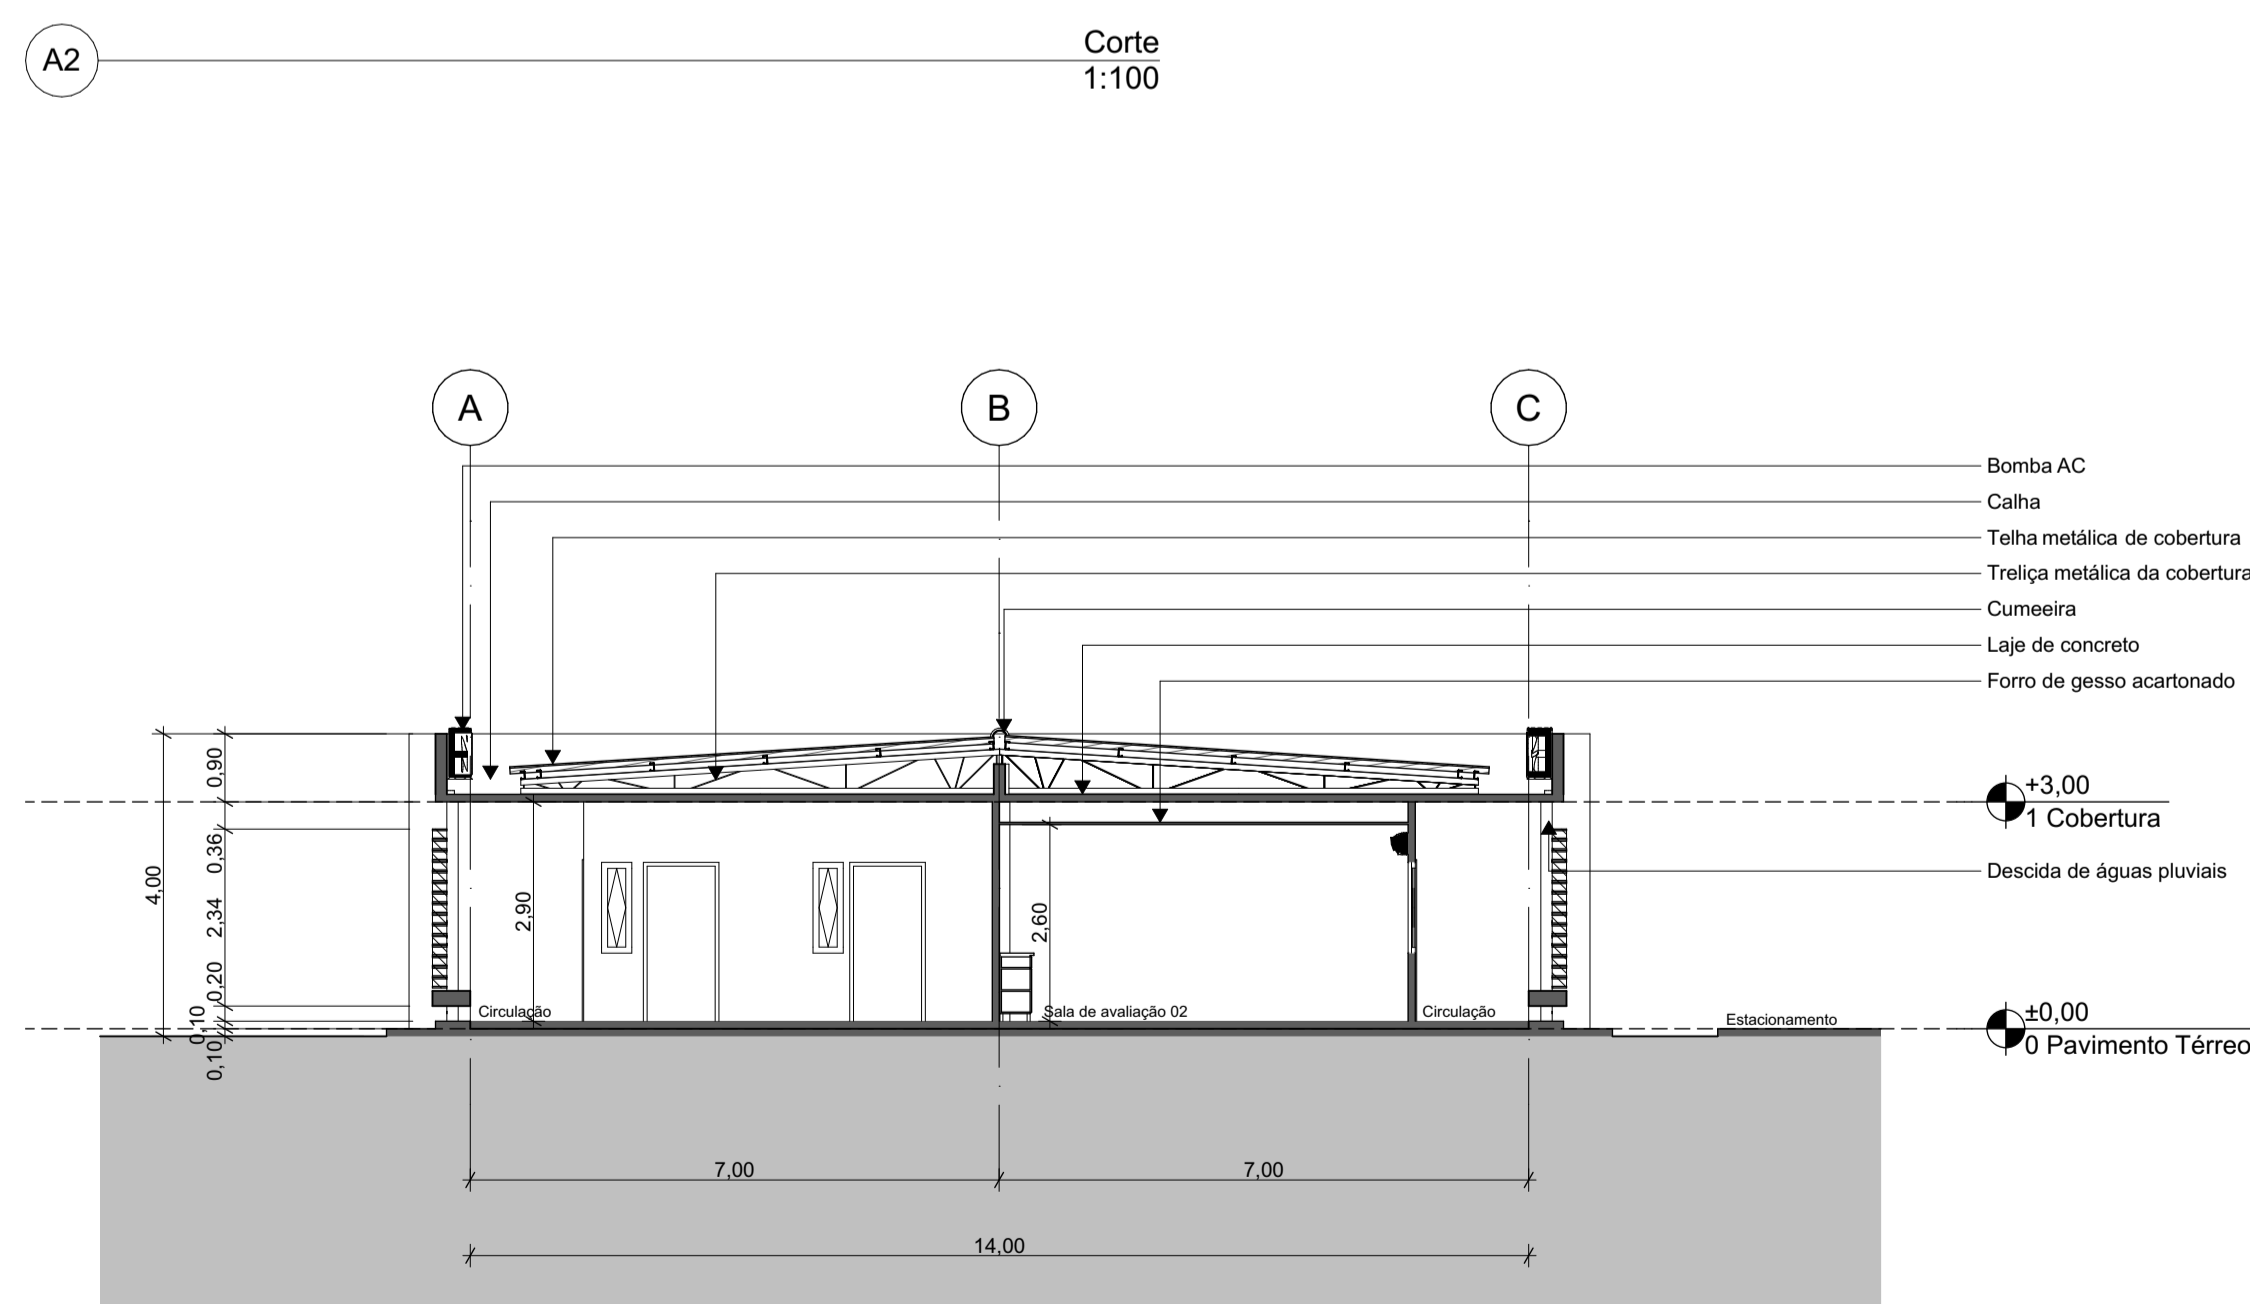 A2
Corte
1:100
A
B
C
Bomba AC
Calha
Telha metálica de cobertura
Treliça metálica da cobertura
Cumeeira
Laje de concreto
Forro de gesso acartonado
+3,00
1 Cobertura
Descida de águas pluviais
4,00
0,90
0,36
2,34
0,20
0,10
0,10
2,90
2,60
Circulação
Sala de avaliação 02
Circulação
Estacionamento
±0,00
0 Pavimento Térreo
7,00
7,00
14,00